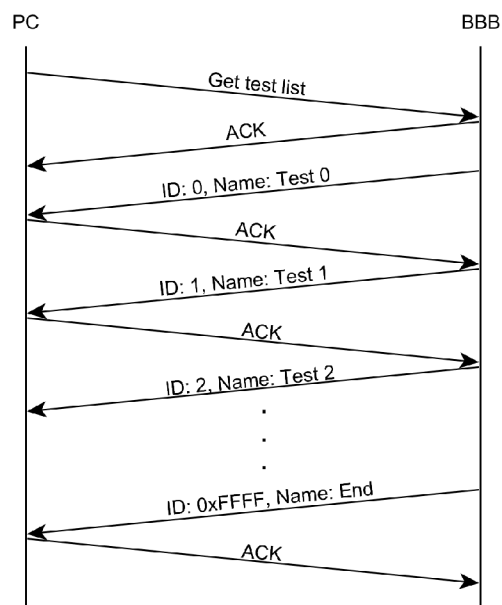 PC
BBB
Get test list
ACK
ID: 0, Name: Test 0
ACK
ID: 1, Name: Test 1
ACK
ID: 2, Name: Test 2
.
.
.
ID: 0xFFFF, Name: End
ACK